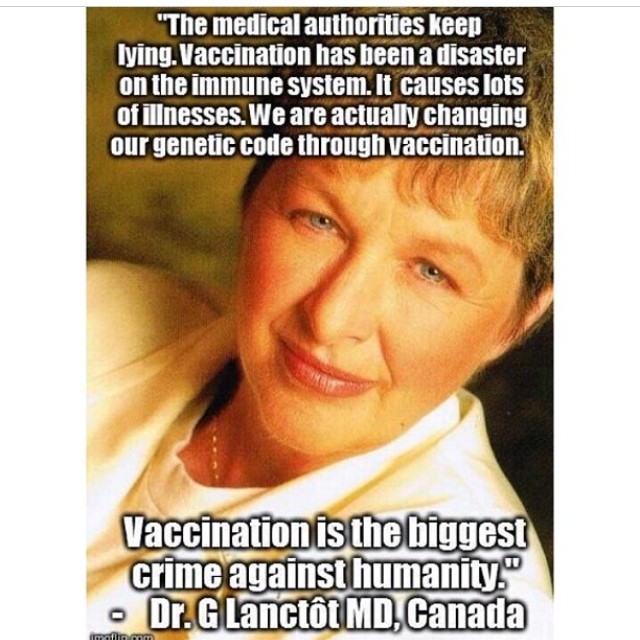 "The medical authorities keep
lying. Vaccination has been a disaster
on the immune system. It causes lots
of illnesses. We are actually changing
our genetic code through vaccination.
Vaccination is the biggest
crime against humanity."
- Dr. G Lanctôt MD, Canada
imgflip.com